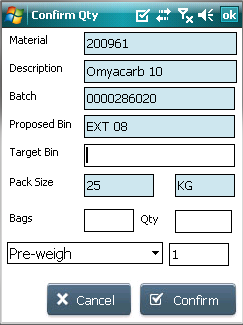 Confirm Qty ok
Material 200961
Description Omyacarb 10
Batch 0000286020
Proposed Bin EXT 08
Target Bin
Pack Size 25 KG
Bags Qty
Pre-weigh 1
Cancel Confirm